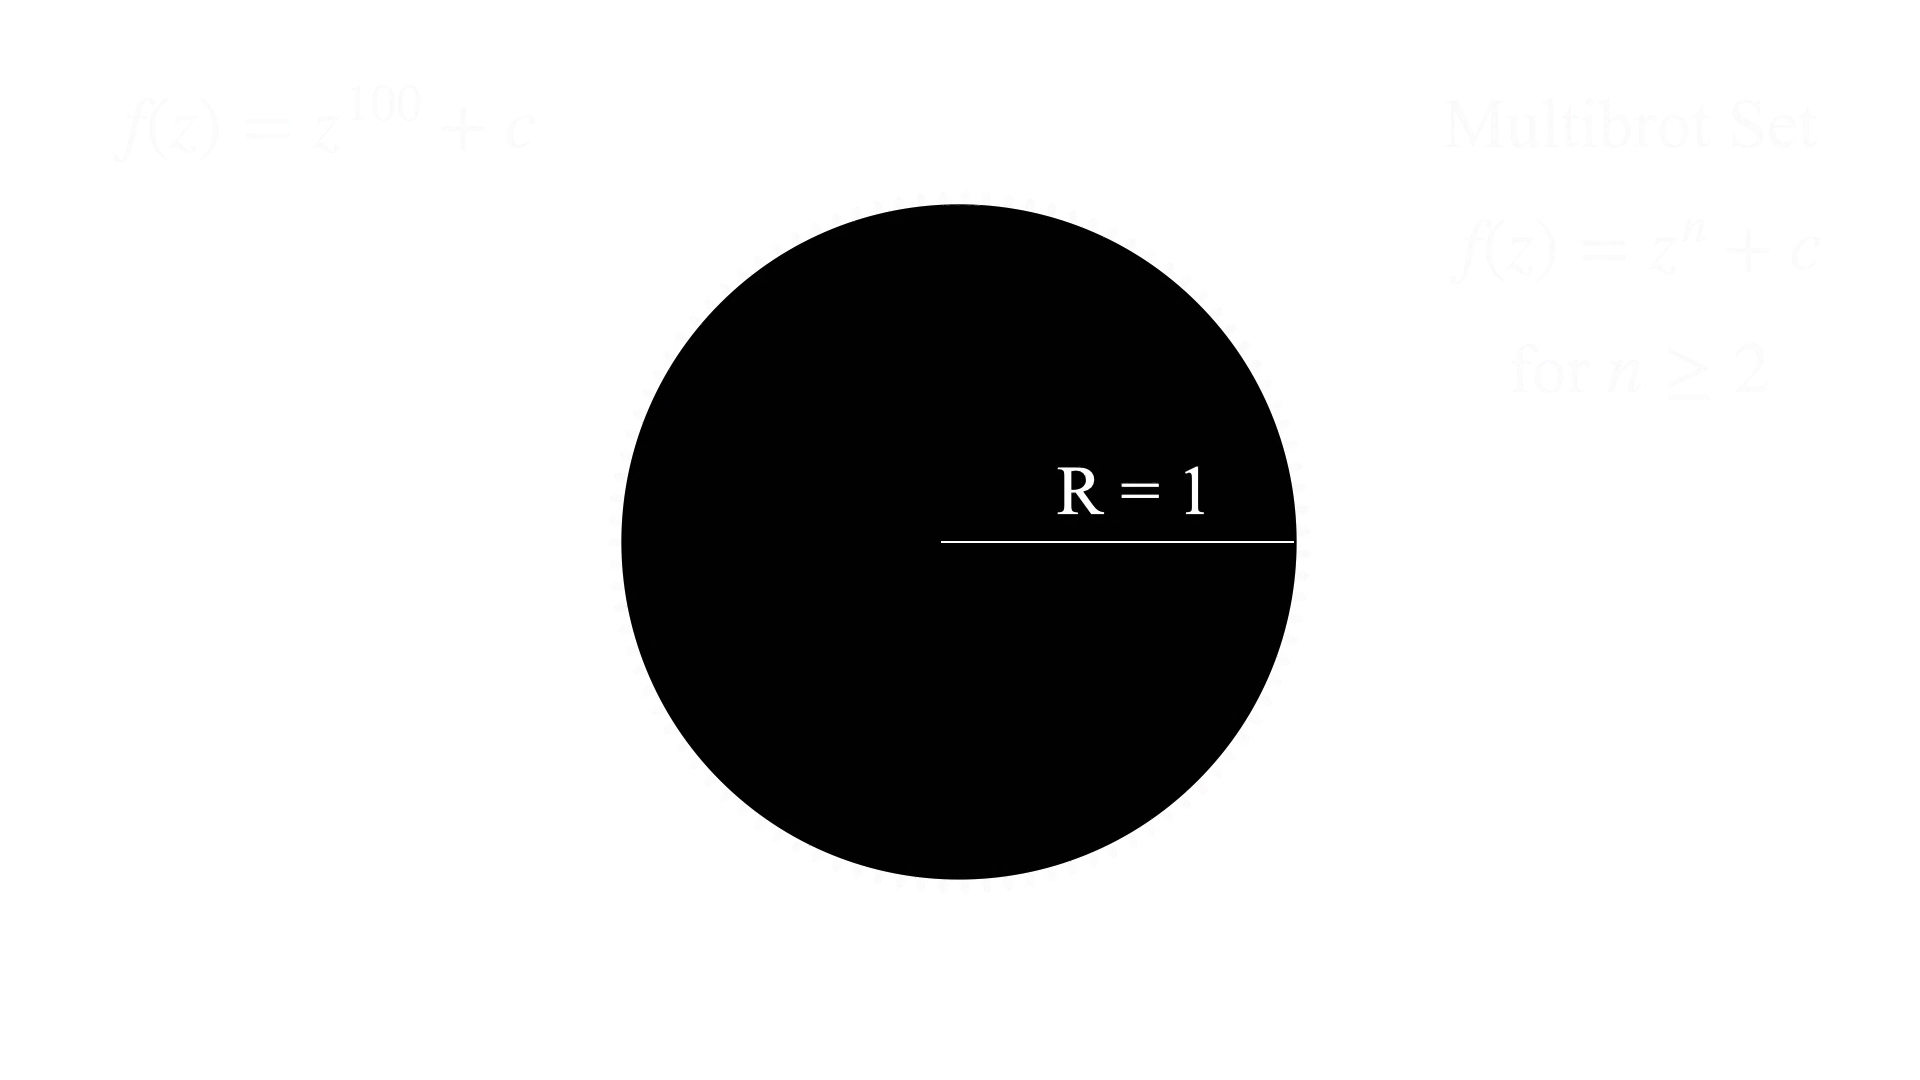 f(z) = z¹⁰⁰ + c
Multibrot Set
f(z) = zⁿ + c
for n ≥ 2
R = 1